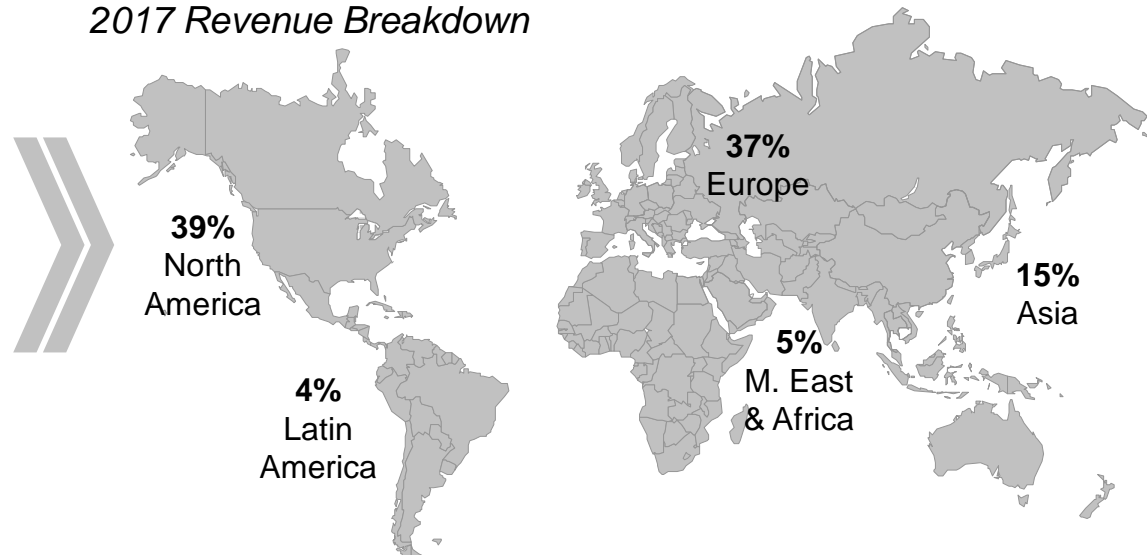 2017 Revenue Breakdown
37%
Europe
39%
North
America
15%
Asia
5%
M. East
& Africa
4%
Latin
America